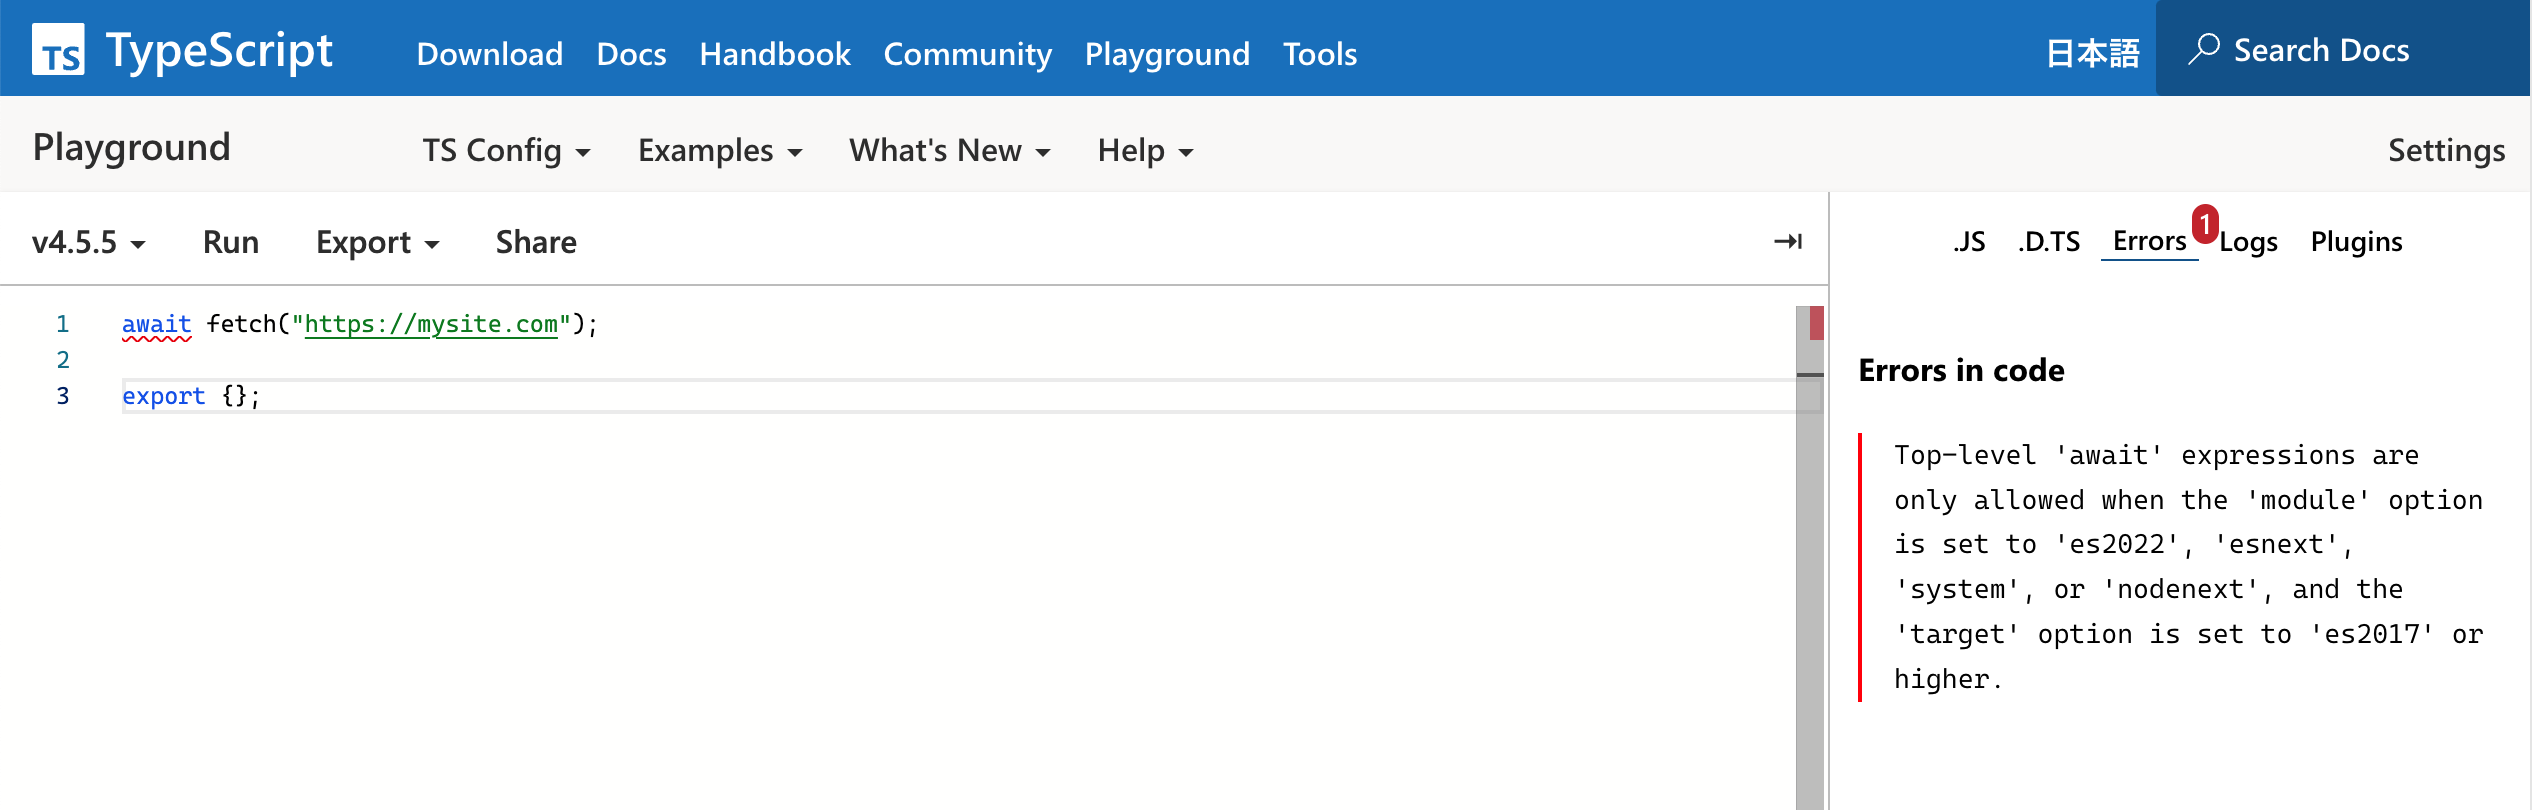 TS TypeScript Download Docs Handbook Community Playground Tools 日本語 Search Docs
Playground TS Config Examples What's New Help Settings
v4.5.5 Run Export Share
.JS .D.TS Errors 1 Logs Plugins
1 await fetch("https://mysite.com");
2
3 export {};
Errors in code
Top-level 'await' expressions are
only allowed when the 'module' option
is set to 'es2022', 'esnext',
'system', or 'nodenext', and the
'target' option is set to 'es2017' or
higher.